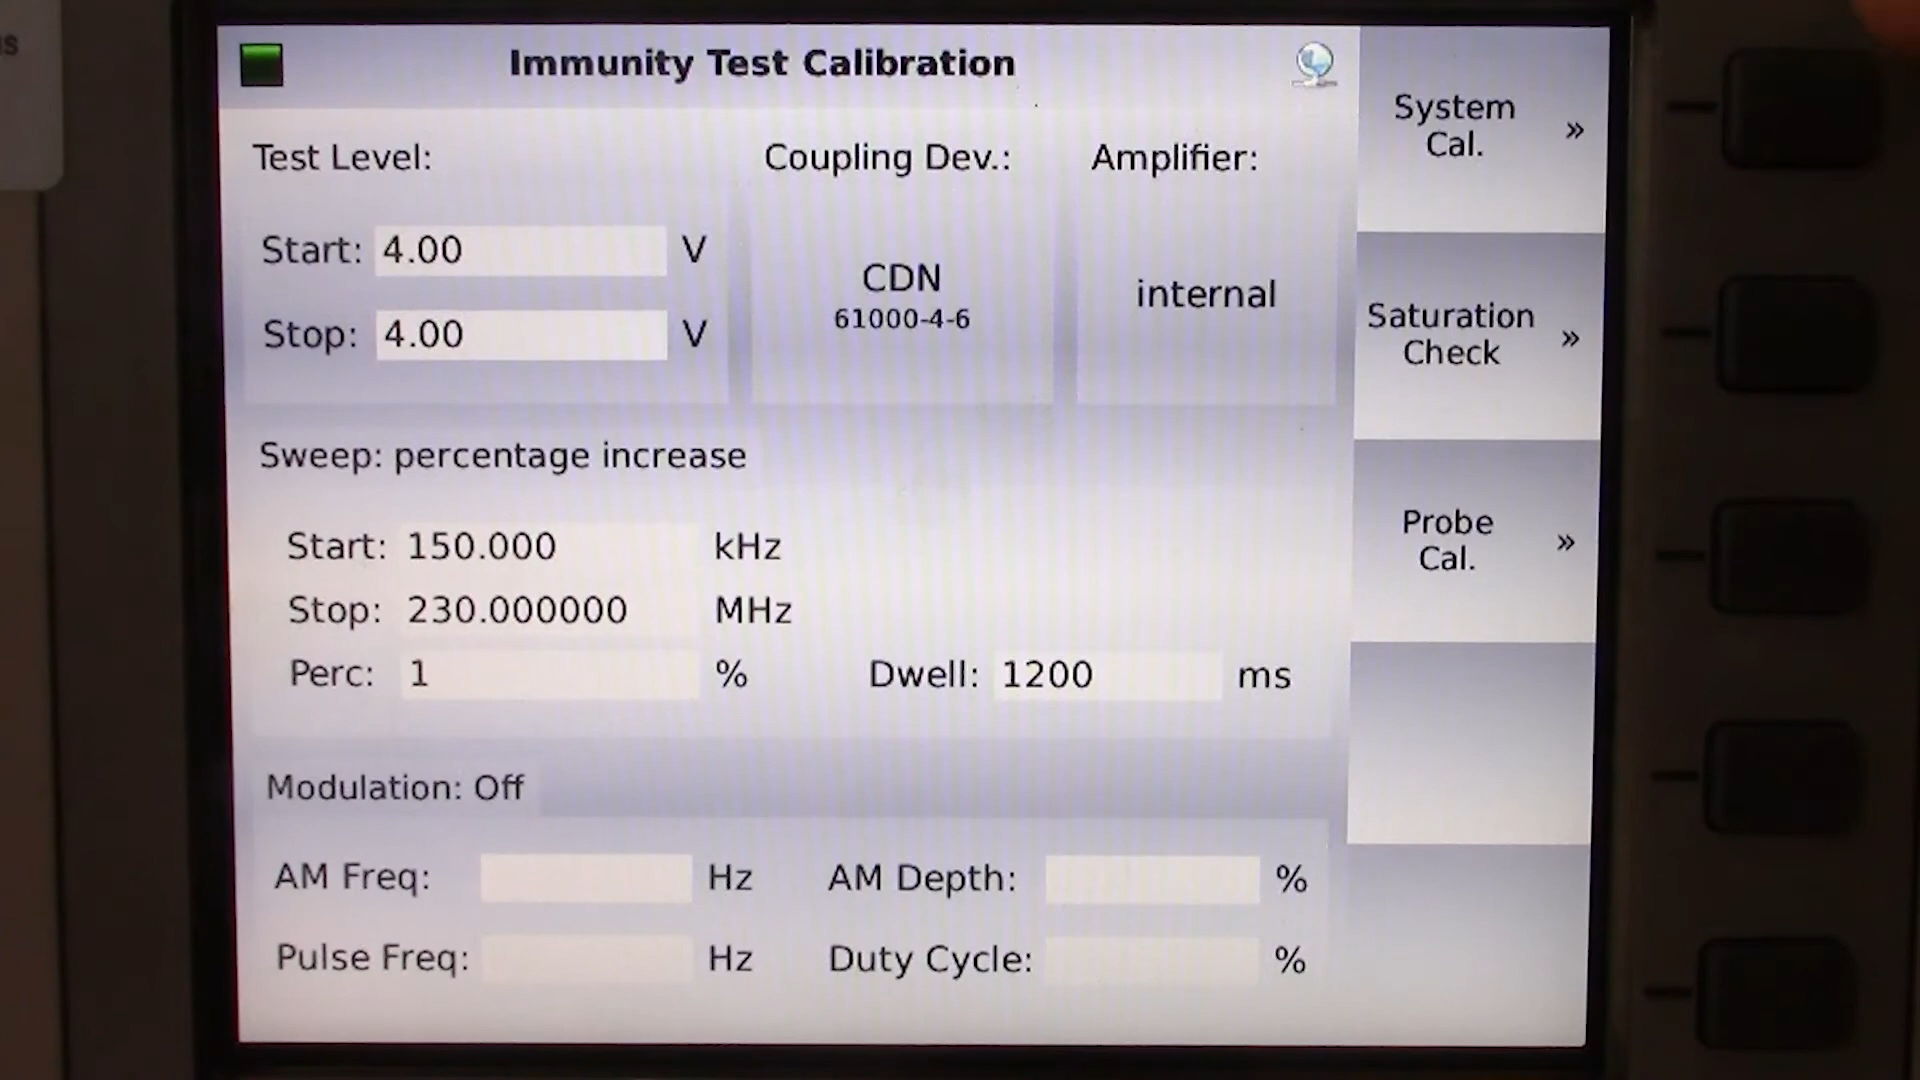 s
Immunity Test Calibration
Test Level:
Coupling Dev.:
Amplifier:
Start: 4.00 V
Stop: 4.00 V
CDN
61000-4-6
internal
Sweep: percentage increase
Start: 150.000 kHz
Stop: 230.000000 MHz
Perc: 1 % Dwell: 1200 ms
Modulation: Off
AM Freq: Hz AM Depth: %
Pulse Freq: Hz Duty Cycle: %
System
Cal. »
Saturation
Check »
Probe
Cal. »